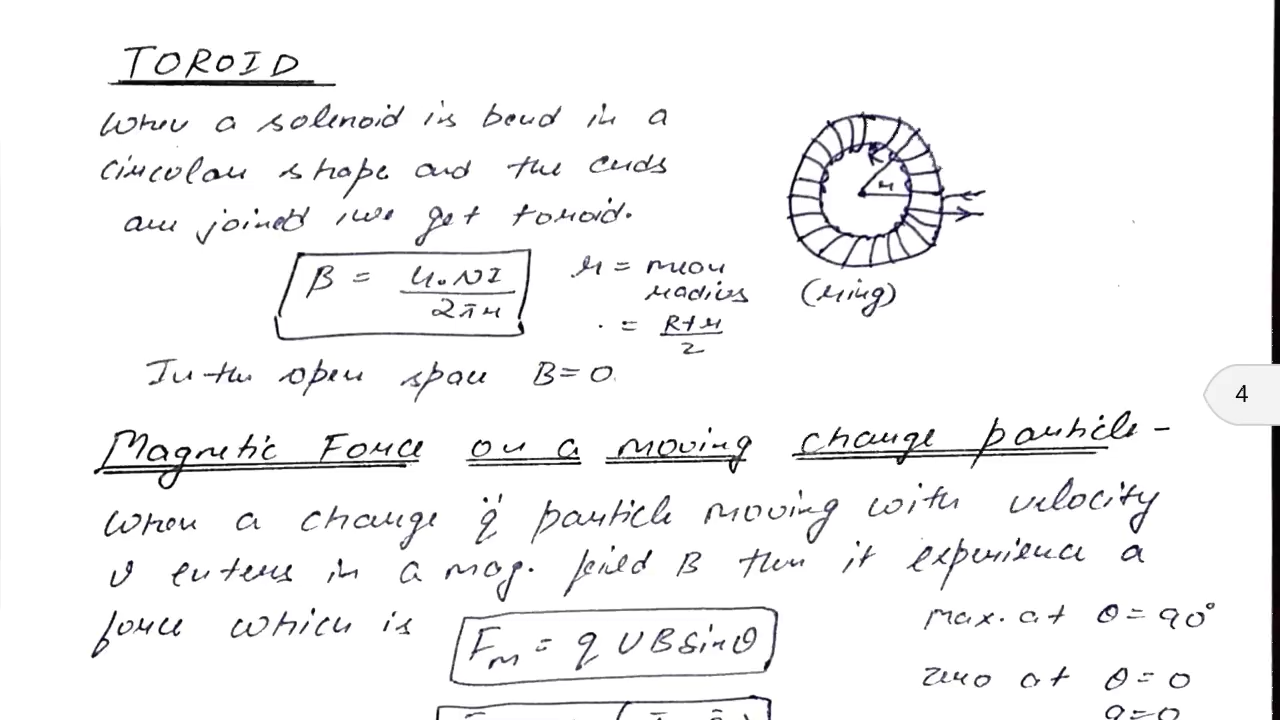 TOROID
When a solenoid is bend in a
circular shape and the ends
are joined, we get toroid.
B = μ₀NI / 2πr
r = mean
radius
= R+r / 2
r
(ring)
In the open space B=0.
4
Magnetic Force on a moving charge particle-
When a charge q particle moving with velocity
v enters in a mag. feild B then it experience a
force which is
Fm = qVBsinθ
max. at θ=90°
zero at θ=0
q=0